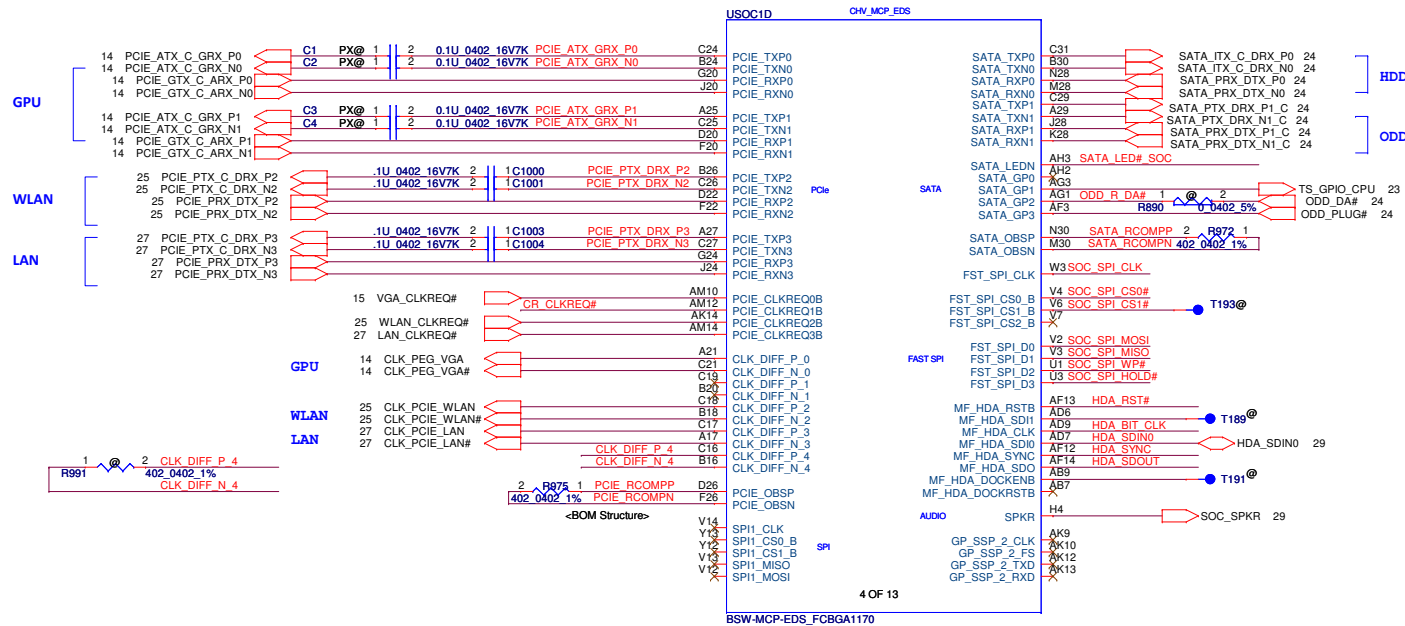 USOC1D
CHV_MCP_EDS
14 PCIE_ATX_C_GRX_P0 C1 PX@ 1 2 0.1U_0402_16V7K PCIE_ATX_GRX_P0 C24 PCIE_TXP0
14 PCIE_ATX_C_GRX_N0 C2 PX@ 1 2 0.1U_0402_16V7K PCIE_ATX_GRX_N0 B24 PCIE_TXN0
14 PCIE_GTX_C_ARX_P0 G20 PCIE_RXP0
14 PCIE_GTX_C_ARX_N0 J20 PCIE_RXN0
GPU
14 PCIE_ATX_C_GRX_P1 C3 PX@ 1 2 0.1U_0402_16V7K PCIE_ATX_GRX_P1 A25 PCIE_TXP1
14 PCIE_ATX_C_GRX_N1 C4 PX@ 1 2 0.1U_0402_16V7K PCIE_ATX_GRX_N1 C25 PCIE_TXN1
14 PCIE_GTX_C_ARX_P1 D20 PCIE_RXP1
14 PCIE_GTX_C_ARX_N1 F20 PCIE_RXN1
25 PCIE_PTX_C_DRX_P2 .1U_0402_16V7K 2 1 C1000 PCIE_PTX_DRX_P2 B26 PCIE_TXP2
25 PCIE_PTX_C_DRX_N2 .1U_0402_16V7K 2 1 C1001 PCIE_PTX_DRX_N2 C26 PCIE_TXN2
WLAN
25 PCIE_PRX_DTX_P2 D22 PCIE_RXP2
25 PCIE_PRX_DTX_N2 F22 PCIE_RXN2
27 PCIE_PTX_C_DRX_P3 .1U_0402_16V7K 2 1 C1003 PCIE_PTX_DRX_P3 A27 PCIE_TXP3
27 PCIE_PTX_C_DRX_N3 .1U_0402_16V7K 2 1 C1004 PCIE_PTX_DRX_N3 C27 PCIE_TXN3
LAN
27 PCIE_PRX_DTX_P3 G24 PCIE_RXP3
27 PCIE_PRX_DTX_N3 J24 PCIE_RXN3
15 VGA_CLKREQ# AM10 PCIE_CLKREQ0B
CR_CLKREQ# AM12 PCIE_CLKREQ1B
25 WLAN_CLKREQ# AK14 PCIE_CLKREQ2B
27 LAN_CLKREQ# AM14 PCIE_CLKREQ3B
GPU
14 CLK_PEG_VGA A21 CLK_DIFF_P_0
14 CLK_PEG_VGA# C21 CLK_DIFF_N_0
C19 CLK_DIFF_P_1
B20 CLK_DIFF_N_1
WLAN
25 CLK_PCIE_WLAN C18 CLK_DIFF_P_2
25 CLK_PCIE_WLAN# B18 CLK_DIFF_N_2
LAN
27 CLK_PCIE_LAN C17 CLK_DIFF_P_3
27 CLK_PCIE_LAN# A17 CLK_DIFF_N_3
CLK_DIFF_P_4 C16 CLK_DIFF_P_4
CLK_DIFF_N_4 B16 CLK_DIFF_N_4
1 @ 2 CLK_DIFF_P_4
R991 402_0402_1%
CLK_DIFF_N_4
2 R975 1 PCIE_RCOMPP D26 PCIE_OBSP
402_0402_1% PCIE_RCOMPN F26 PCIE_OBSN
<BOM Structure>
V14 SPI1_CLK
Y13 SPI1_CS0_B
Y12 SPI1_CS1_B
V13 SPI1_MISO
V12 SPI1_MOSI
PCIe
SATA
FAST SPI
AUDIO
SPI
SATA_TXP0 C31 SATA_ITX_C_DRX_P0 24
SATA_TXN0 B30 SATA_ITX_C_DRX_N0 24
SATA_RXP0 N28 SATA_PRX_DTX_P0 24
SATA_RXN0 M28 SATA_PRX_DTX_N0 24
HDD
SATA_TXP1 C29 SATA_PTX_DRX_P1_C 24
SATA_TXN1 A29 SATA_PTX_DRX_N1_C 24
SATA_RXP1 J28 SATA_PRX_DTX_P1_C 24
SATA_RXN1 K28 SATA_PRX_DTX_N1_C 24
ODD
SATA_LEDN AH3 SATA_LED#_SOC
SATA_GP0 AH2
SATA_GP1 AG3 TS_GPIO_CPU 23
SATA_GP2 AG1 ODD_R_DA# 1 @ 2 ODD_DA# 24
R890 0_0402_5%
SATA_GP3 AF3 ODD_PLUG# 24
SATA_OBSP N30 SATA_RCOMPP 2 R972 1
SATA_OBSN M30 SATA_RCOMPN 402_0402_1%
FST_SPI_CLK W3 SOC_SPI_CLK
FST_SPI_CS0_B V4 SOC_SPI_CS0#
FST_SPI_CS1_B V6 SOC_SPI_CS1# T193@
FST_SPI_CS2_B V7
FST_SPI_D0 V2 SOC_SPI_MOSI
FST_SPI_D1 V3 SOC_SPI_MISO
FST_SPI_D2 U1 SOC_SPI_WP#
FST_SPI_D3 U3 SOC_SPI_HOLD#
MF_HDA_RSTB AF13 HDA_RST#
MF_HDA_SDI1 AD6 T189@
MF_HDA_CLK AD9 HDA_BIT_CLK
MF_HDA_SDI0 AD7 HDA_SDIN0 HDA_SDIN0 29
MF_HDA_SYNC AF12 HDA_SYNC
MF_HDA_SDO AF14 HDA_SDOUT
MF_HDA_DOCKENB AB9 T191@
MF_HDA_DOCKRSTB AB7
SPKR H4 SOC_SPKR 29
GP_SSP_2_CLK AK9
GP_SSP_2_FS AK10
GP_SSP_2_TXD AK12
GP_SSP_2_RXD AK13
4 OF 13
BSW-MCP-EDS_FCBGA1170